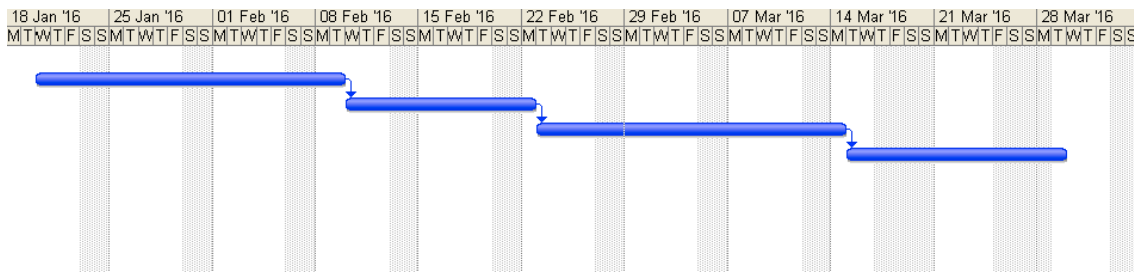 18 Jan '16 25 Jan '16 01 Feb '16 08 Feb '16 15 Feb '16 22 Feb '16 29 Feb '16 07 Mar '16 14 Mar '16 21 Mar '16 28 Mar '16
M T W T F S S M T W T F S S M T W T F S S M T W T F S S M T W T F S S M T W T F S S M T W T F S S M T W T F S S M T W T F S S M T W T F S S M T W T F S S